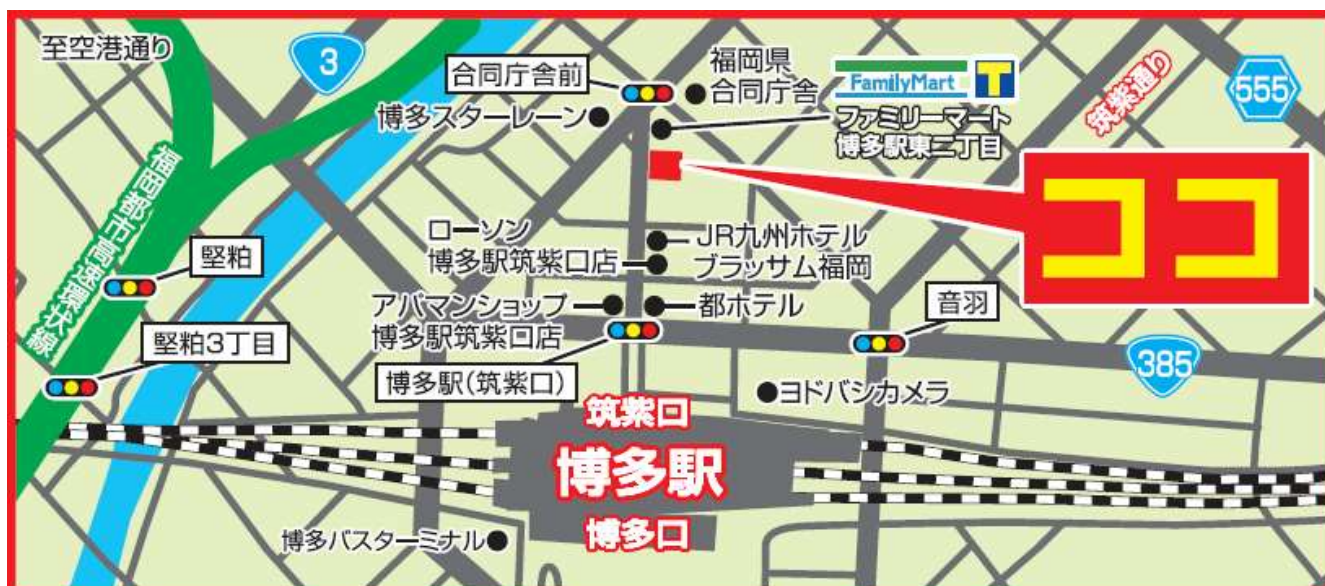 至空港通り
3
合同庁舎前
福岡県
合同庁舎
FamilyMart
T
ファミリーマート
博多駅東二丁目
筑紫通り
555
博多スターレーン
ココ
福岡都市高速環状線
ローソン
博多駅筑紫口店
JR九州ホテル
ブラッサム福岡
堅粕
アパマンショップ
博多駅筑紫口店
都ホテル
音羽
堅粕3丁目
博多駅(筑紫口)
385
ヨドバシカメラ
筑紫口
博多駅
博多口
博多バスターミナル